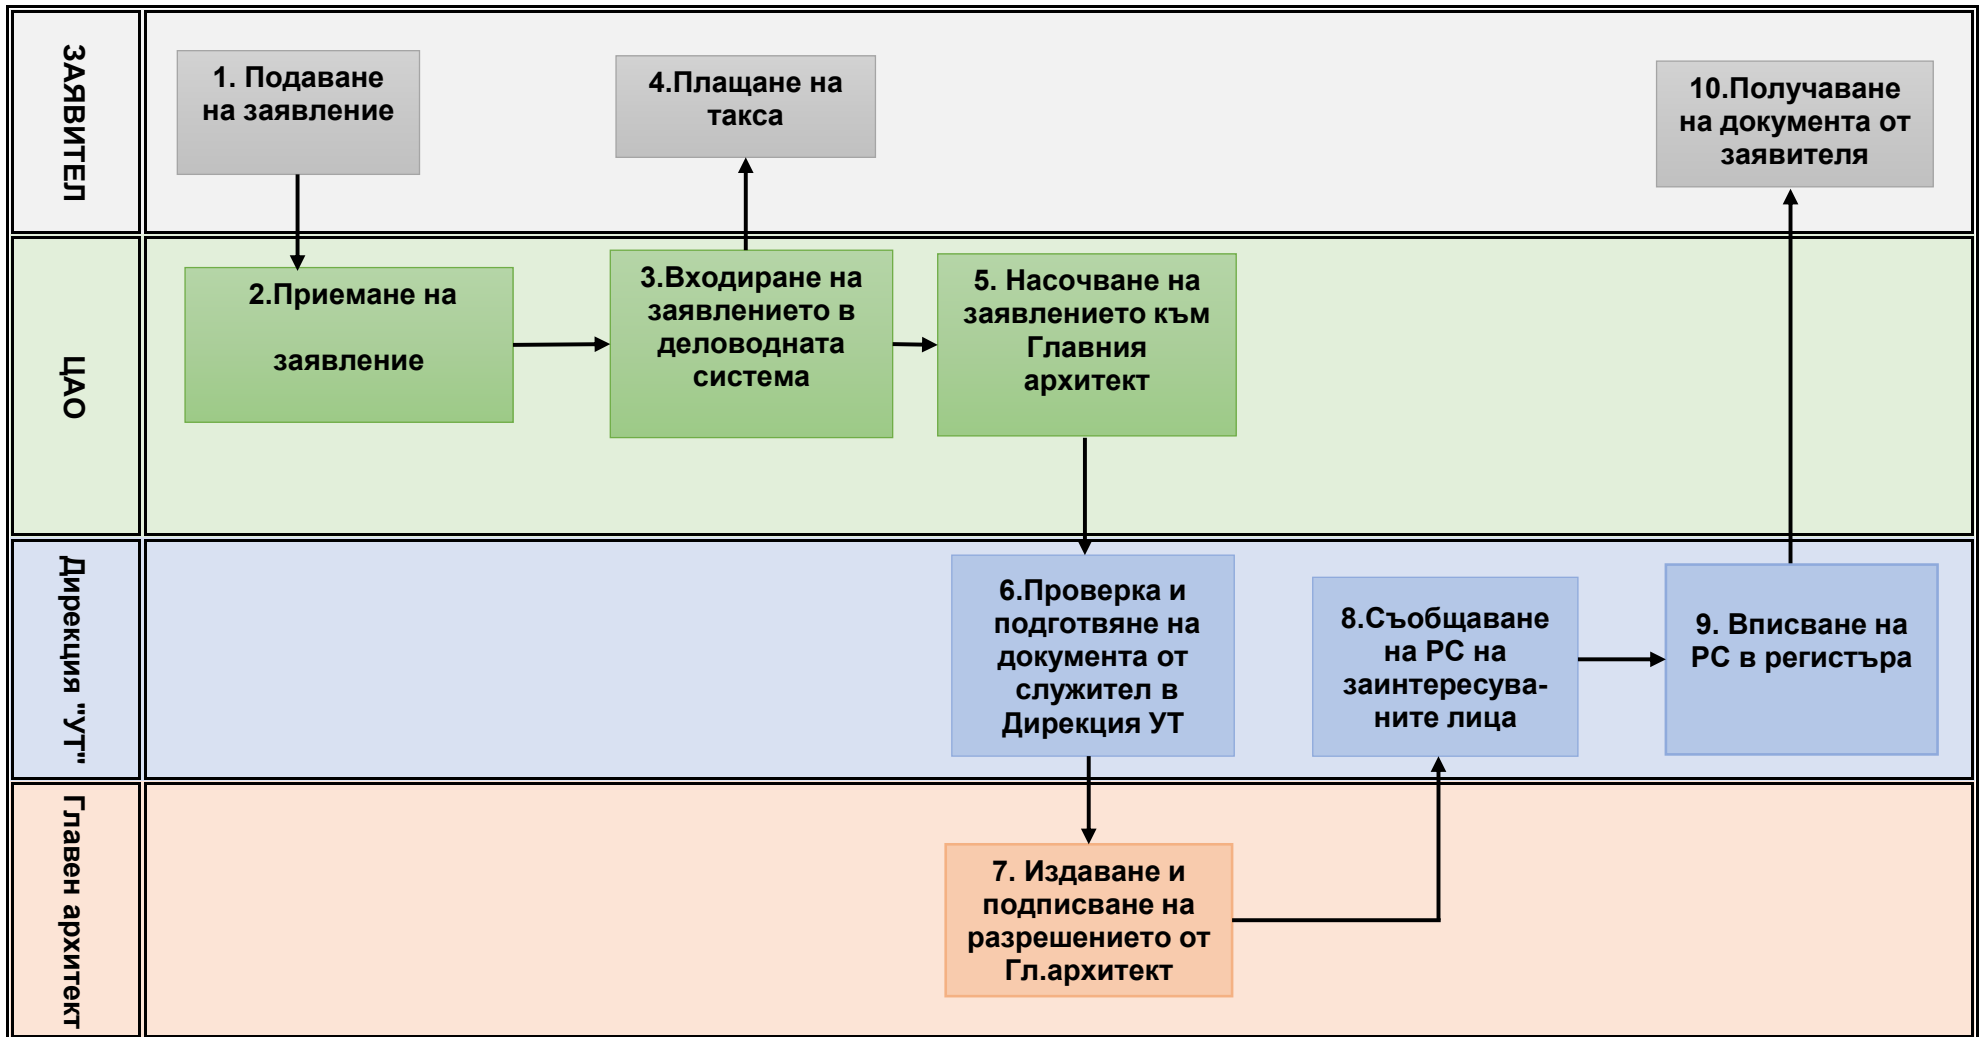 ЗАЯВИТЕЛ
1. Подаване
на заявление
4.Плащане на
такса
10.Получаване
на документа от
заявителя
ЦАО
2.Приемане на
заявление
3.Входиране на
заявлението в
деловодната
система
5. Насочване на
заявлението към
Главния
архитект
Дирекция "УТ"
6.Проверка и
подготвяне на
документа от
служител в
Дирекция УТ
8.Съобщаване
на РС на
заинтересува-
ните лица
9. Вписване на
РС в регистъра
Главен архитект
7. Издаване и
подписване на
разрешението от
Гл.архитект